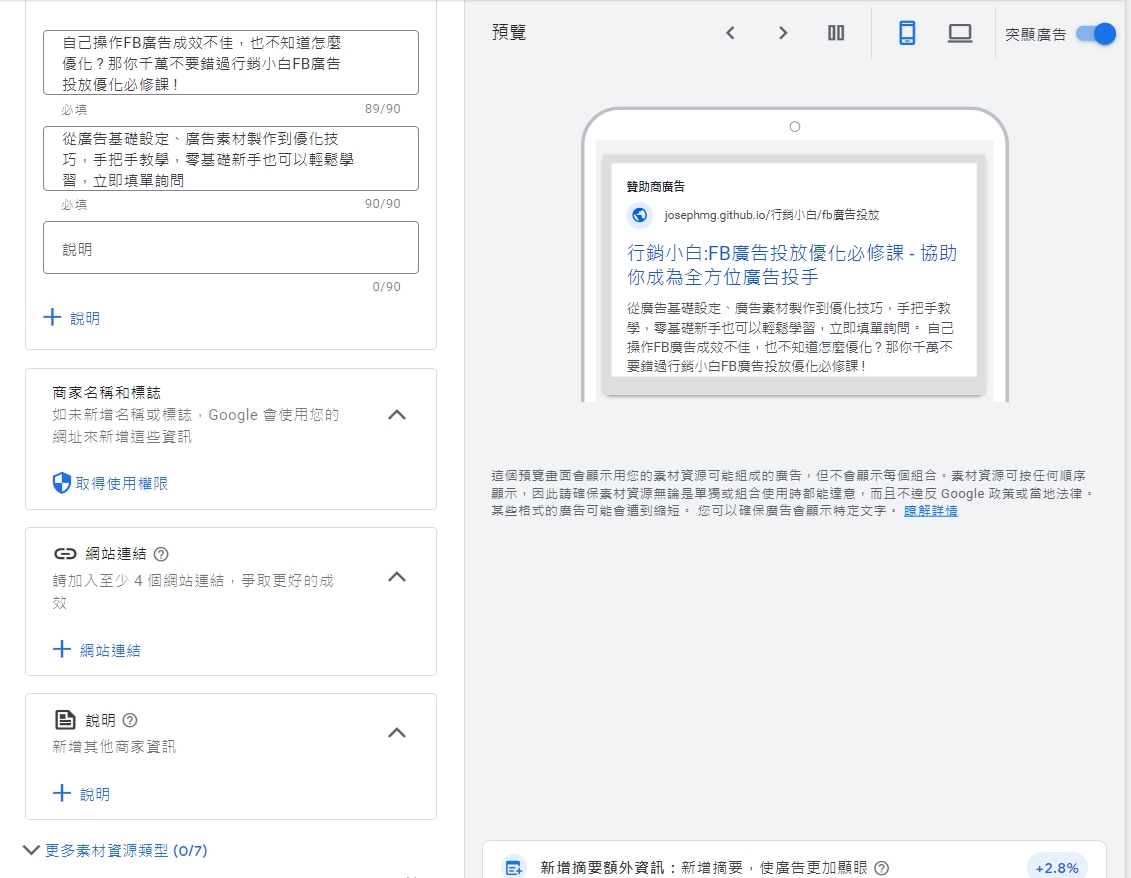 自己操作FB廣告成效不佳，也不知道怎麼
優化？那你千萬不要錯過行銷小白FB廣告
投放優化必修課！
必填
89/90
從廣告基礎設定、廣告素材製作到優化技
巧，手把手教學，零基礎新手也可以輕鬆學
習，立即填單詢問
必填
90/90
說明
0/90
說明
商家名稱和標誌
如未新增名稱或標誌，Google 會使用您的
網址來新增這些資訊
取得使用權限
網站連結
請加入至少 4 個網站連結，爭取更好的成
效
網站連結
說明
新增其他商家資訊
說明
更多素材資源類型 (0/7)
預覽
突顯廣告
贊助商廣告
josephmg.github.io/行銷小白/fb廣告投放
行銷小白:FB廣告投放優化必修課 - 協助
你成為全方位廣告投手
從廣告基礎設定、廣告素材製作到優化技巧，手把手教
學，零基礎新手也可以輕鬆學習，立即填單詢問。 自己
操作FB廣告成效不佳，也不知道怎麼優化？那你千萬不
要錯過行銷小白FB廣告投放優化必修課！
這個預覽畫面會顯示用您的素材資源可能組成的廣告，但不會顯示每個組合。素材資源可按任何順序
顯示，因此請確保素材資源無論是單獨或組合使用時都能達意，而且不違反 Google 政策或當地法律。
某些格式的廣告可能會遭到縮短。 您可以確保廣告會顯示特定文字。 瞭解詳情
新增摘要額外資訊：新增摘要，使廣告更加顯眼
+2.8%